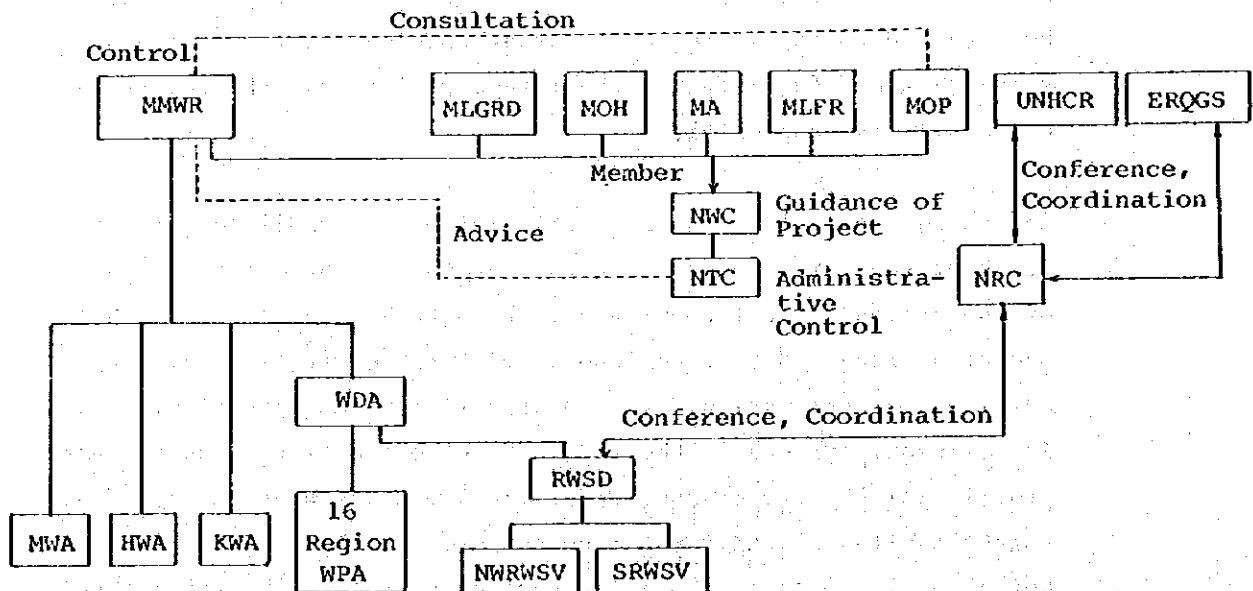 Consultation
Control
MMWR
MLGRD
MOH
MA
MLFR
MOP
UNHCR
ERQGS
Member
Conference,
Coordination
NWC
Guidance of
Project
Advice
NTC
Administra-
tive
Control
NRC
WDA
Conference, Coordination
RWSD
MWA
HWA
KWA
16
Region
WPA
NWRWSV
SRWSV